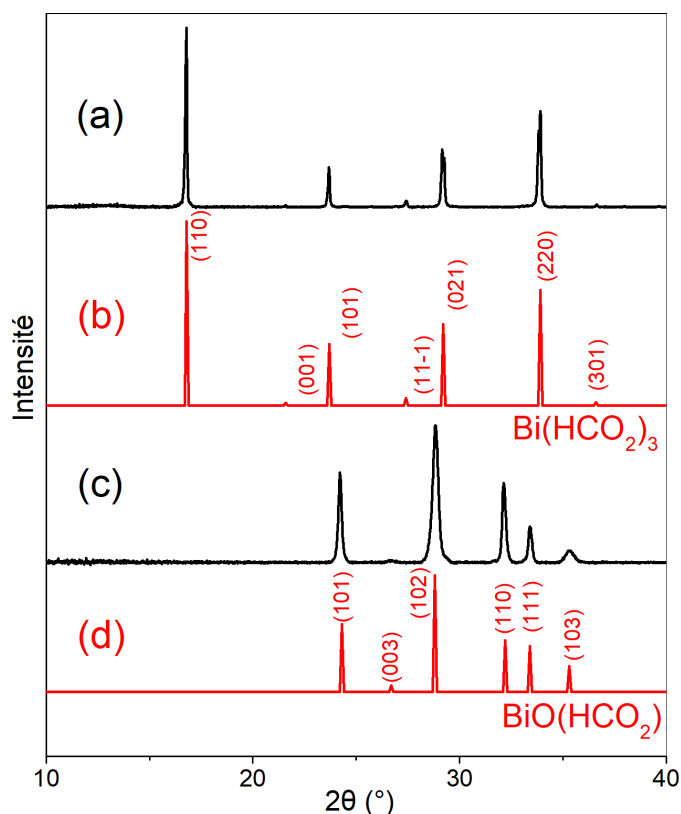 (a)
(b)
(110)
(001)
(101)
(11-1)
(021)
(220)
(301)
Bi(HCO₂)₃
(c)
(d)
(101)
(003)
(102)
(110)
(111)
(103)
BiO(HCO₂)
Intensité
10
20
30
40
2θ (°)